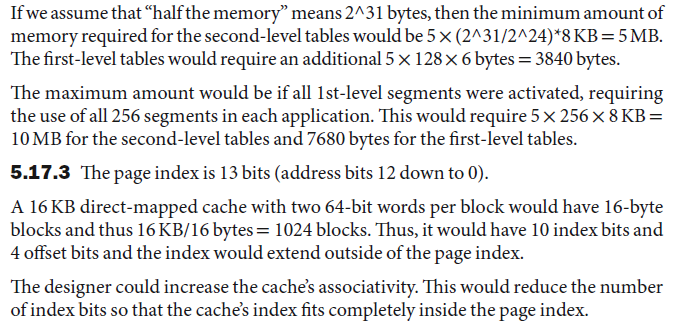 If we assume that “half the memory” means 2^31 bytes, then the minimum amount of
memory required for the second-level tables would be 5 × (2^31/2^24)*8 KB = 5 MB.
The first-level tables would require an additional 5 × 128 × 6 bytes = 3840 bytes.
The maximum amount would be if all 1st-level segments were activated, requiring
the use of all 256 segments in each application. This would require 5 × 256 × 8 KB =
10 MB for the second-level tables and 7680 bytes for the first-level tables.
5.17.3 The page index is 13 bits (address bits 12 down to 0).
A 16 KB direct-mapped cache with two 64-bit words per block would have 16-byte
blocks and thus 16 KB/16 bytes = 1024 blocks. Thus, it would have 10 index bits and
4 offset bits and the index would extend outside of the page index.
The designer could increase the cache’s associativity. This would reduce the number
of index bits so that the cache’s index fits completely inside the page index.